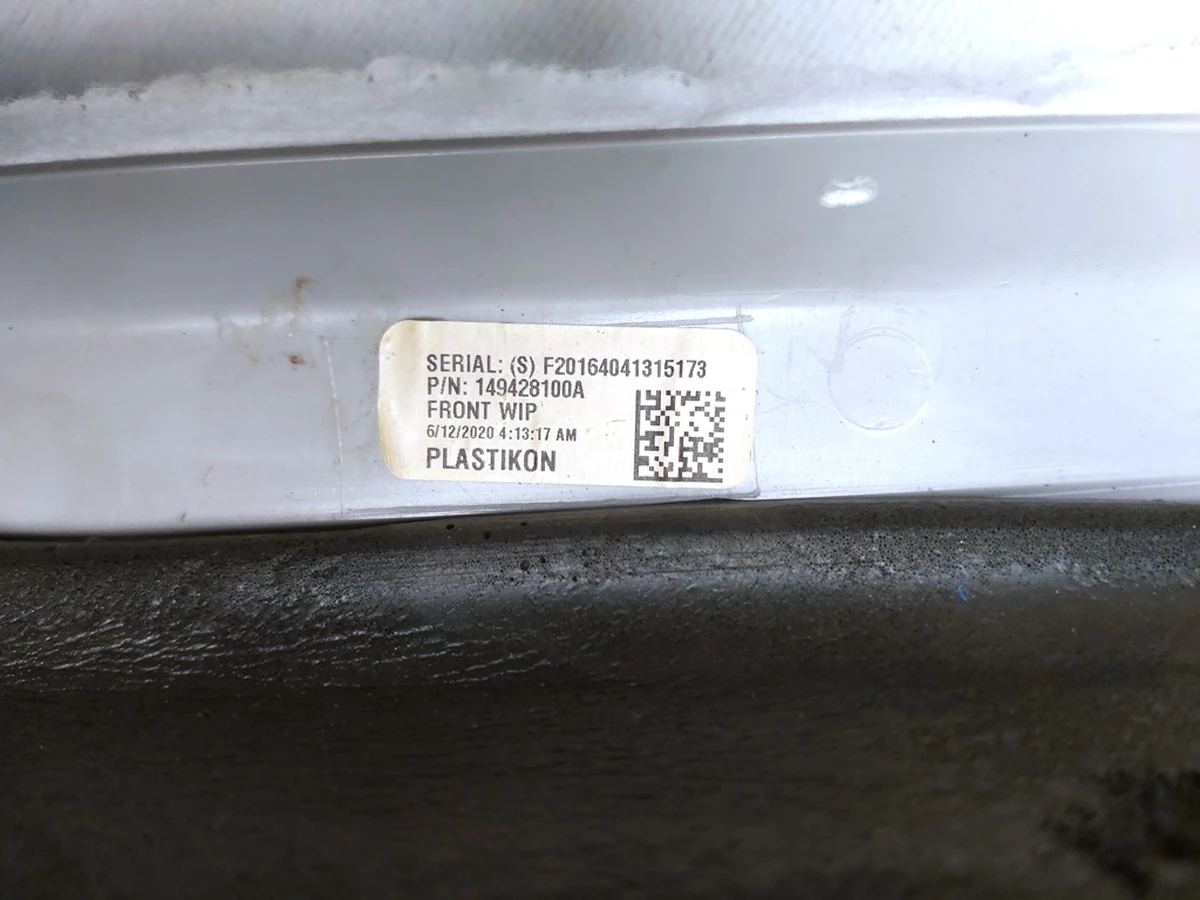 SERIAL: (S) F20164041315173
P/N: 149428100A
FRONT WIP
6/12/2020 4:13:17 AM
PLASTIKON